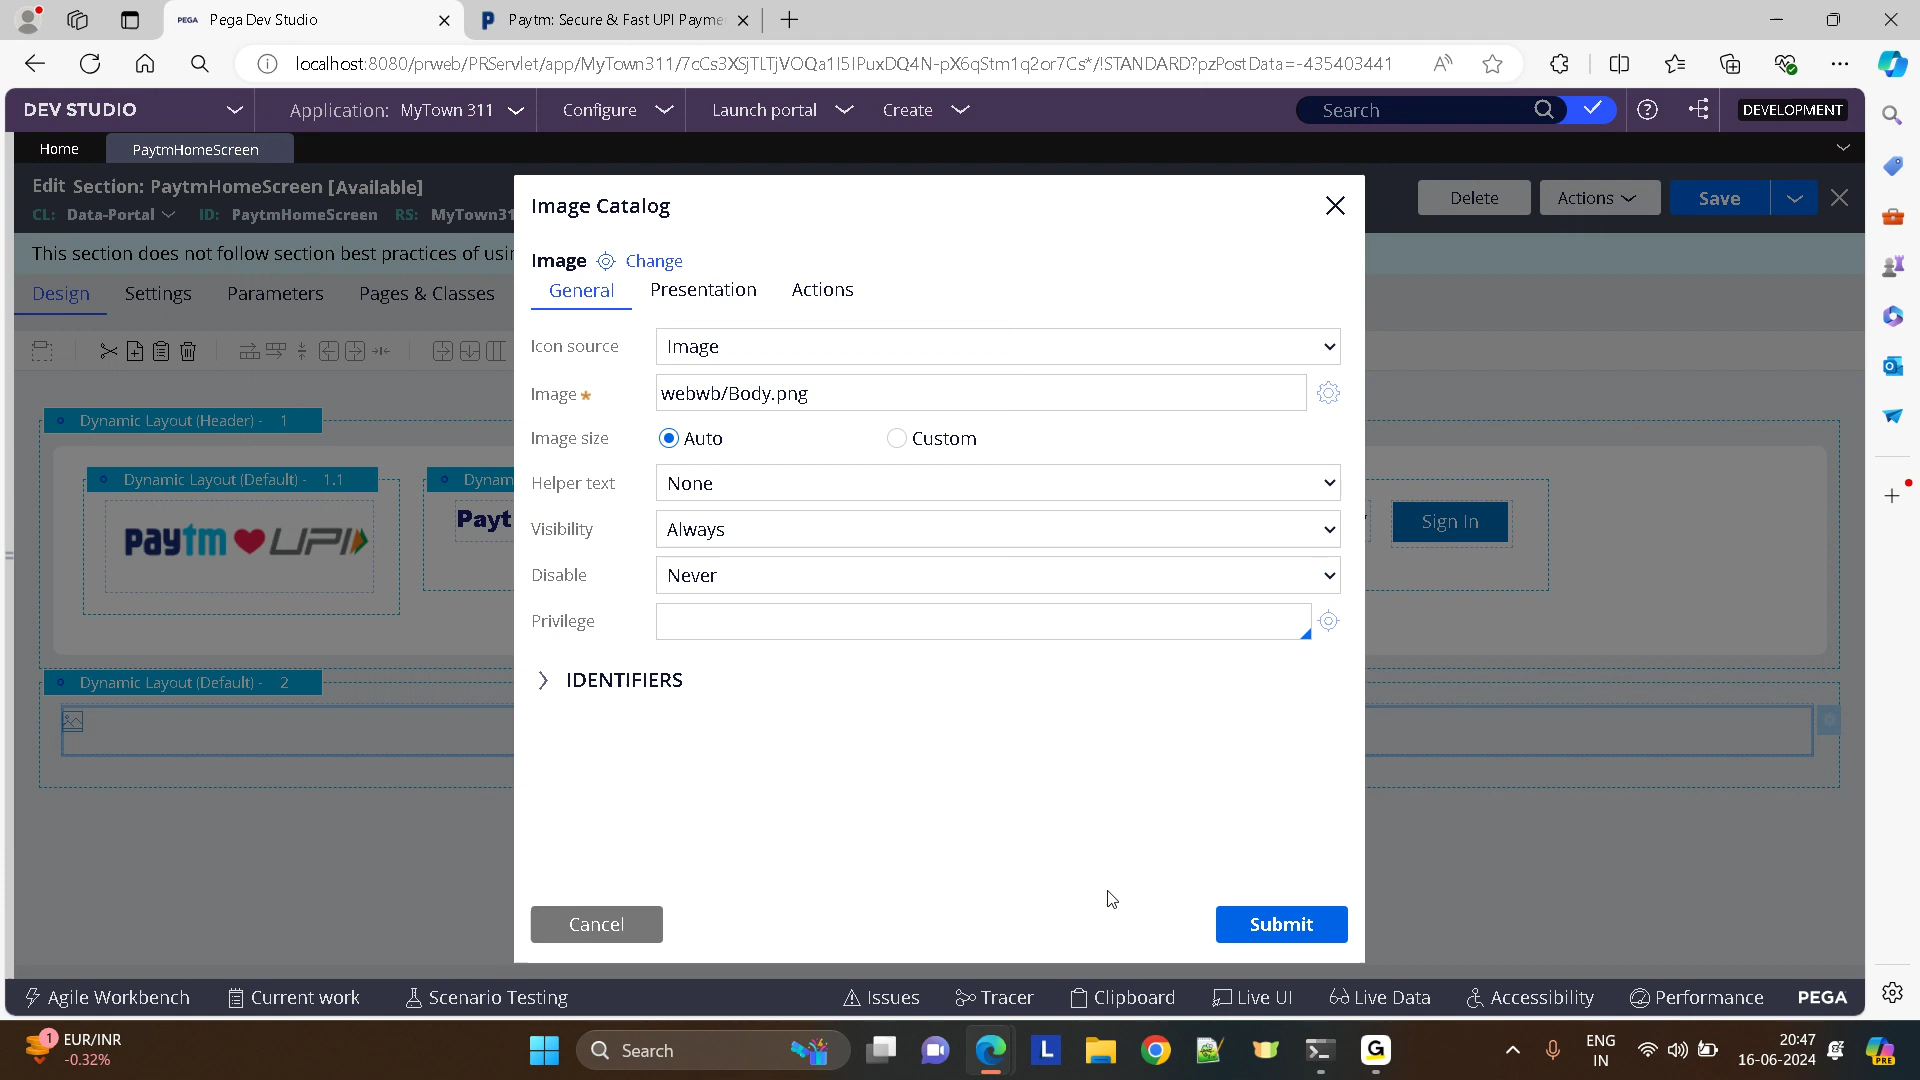 PEGA Pega Dev Studio
Paytm: Secure & Fast UPI Payme
localhost:8080/prweb/PRServlet/app/MyTown311/7cCs3XSjTLTjVOQa1I5IPuxDQ4N-pX6qStm1q2or7Cs*/!STANDARD?pzPostData=-435403441
DEV STUDIO
Application: MyTown 311
Configure
Launch portal
Create
Search
DEVELOPMENT
Home
PaytmHomeScreen
Edit Section: PaytmHomeScreen [Available]
CL: Data-Portal ID: PaytmHomeScreen RS: MyTown31
Delete
Actions
Save
This section does not follow section best practices of usin
Design
Settings
Parameters
Pages & Classes
Dynamic Layout (Header) - 1
Dynamic Layout (Default) - 1.1
Dynam
paytm UPI
Payt
Sign In
Dynamic Layout (Default) - 2
Image Catalog
Image Change
General
Presentation
Actions
Icon source Image
Image * webwb/Body.png
Image size Auto Custom
Helper text None
Visibility Always
Disable Never
Privilege
IDENTIFIERS
Cancel
Submit
Agile Workbench
Current work
Scenario Testing
Issues
Tracer
Clipboard
Live UI
Live Data
Accessibility
Performance
PEGA
1 EUR/INR
-0.32%
Search
L
G
ENG
IN
20:47
16-06-2024
PRE